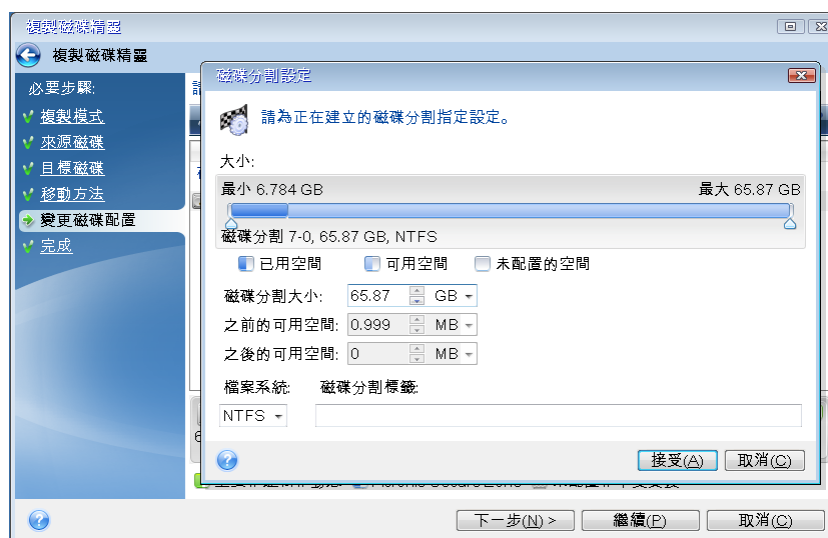 複製磁碟精靈
複製磁碟精靈
必要步驟:
複製模式
來源磁碟
目標磁碟
移動方法
變更磁碟配置
完成
磁碟分割設定
請為正在建立的磁碟分割指定設定。
大小:
最小 6.784 GB 最大 65.87 GB
磁碟分割 7-0, 65.87 GB, NTFS
已用空間 可用空間 未配置的空間
磁碟分割大小: 65.87 GB
之前的可用空間: 0.999 MB
之後的可用空間: 0 MB
檔案系統: 磁碟分割標籤:
NTFS
接受(A) 取消(C)
下一步(N) > 繼續(P) 取消(C)